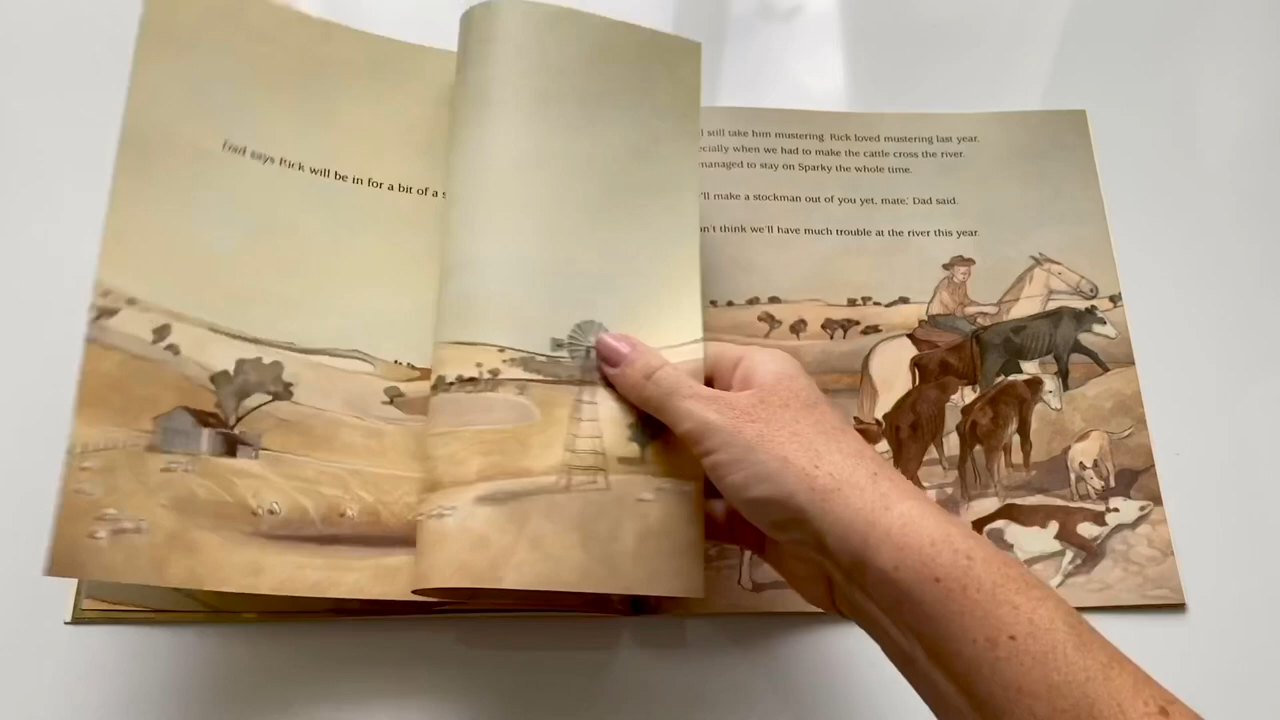 Dad says Rick will be in for a bit of a
still take him mustering. Rick loved mustering last year,
when we had to make the cattle cross the river.
managed to stay on Sparky the whole time.
'll make a stockman out of you yet, mate,' Dad said.
think we'll have much trouble at the river this year.